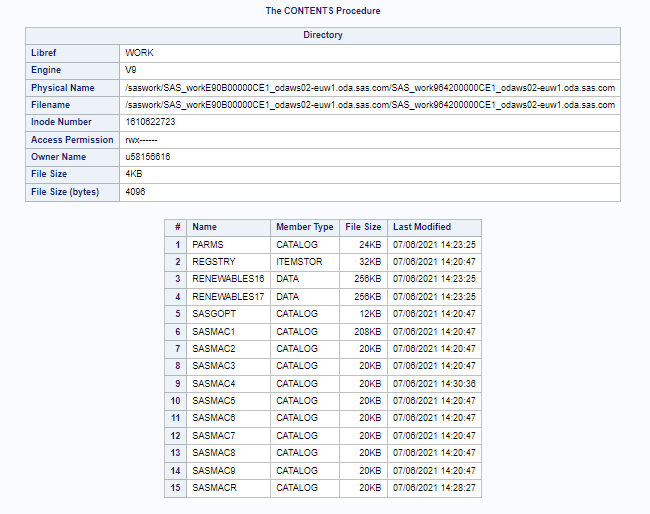 The CONTENTS Procedure
Directory
Libref WORK
Engine V9
Physical Name /saswork/SAS_workE90B00000CE1_odaws02-euw1.oda.sas.com/SAS_work964200000CE1_odaws02-euw1.oda.sas.com
Filename /saswork/SAS_workE90B00000CE1_odaws02-euw1.oda.sas.com/SAS_work964200000CE1_odaws02-euw1.oda.sas.com
Inode Number 1610622723
Access Permission rwx------
Owner Name u58156616
File Size 4KB
File Size (bytes) 4096
# Name Member Type File Size Last Modified
1 PARMS CATALOG 24KB 07/06/2021 14:23:25
2 REGSTRY ITEMSTOR 32KB 07/06/2021 14:20:47
3 RENEWABLES16 DATA 256KB 07/06/2021 14:23:25
4 RENEWABLES17 DATA 256KB 07/06/2021 14:23:25
5 SASGOPT CATALOG 12KB 07/06/2021 14:20:47
6 SASMAC1 CATALOG 208KB 07/06/2021 14:20:47
7 SASMAC2 CATALOG 20KB 07/06/2021 14:20:47
8 SASMAC3 CATALOG 20KB 07/06/2021 14:20:47
9 SASMAC4 CATALOG 20KB 07/06/2021 14:30:36
10 SASMAC5 CATALOG 20KB 07/06/2021 14:20:47
11 SASMAC6 CATALOG 20KB 07/06/2021 14:20:47
12 SASMAC7 CATALOG 20KB 07/06/2021 14:20:47
13 SASMAC8 CATALOG 20KB 07/06/2021 14:20:47
14 SASMAC9 CATALOG 20KB 07/06/2021 14:20:47
15 SASMACR CATALOG 20KB 07/06/2021 14:28:27